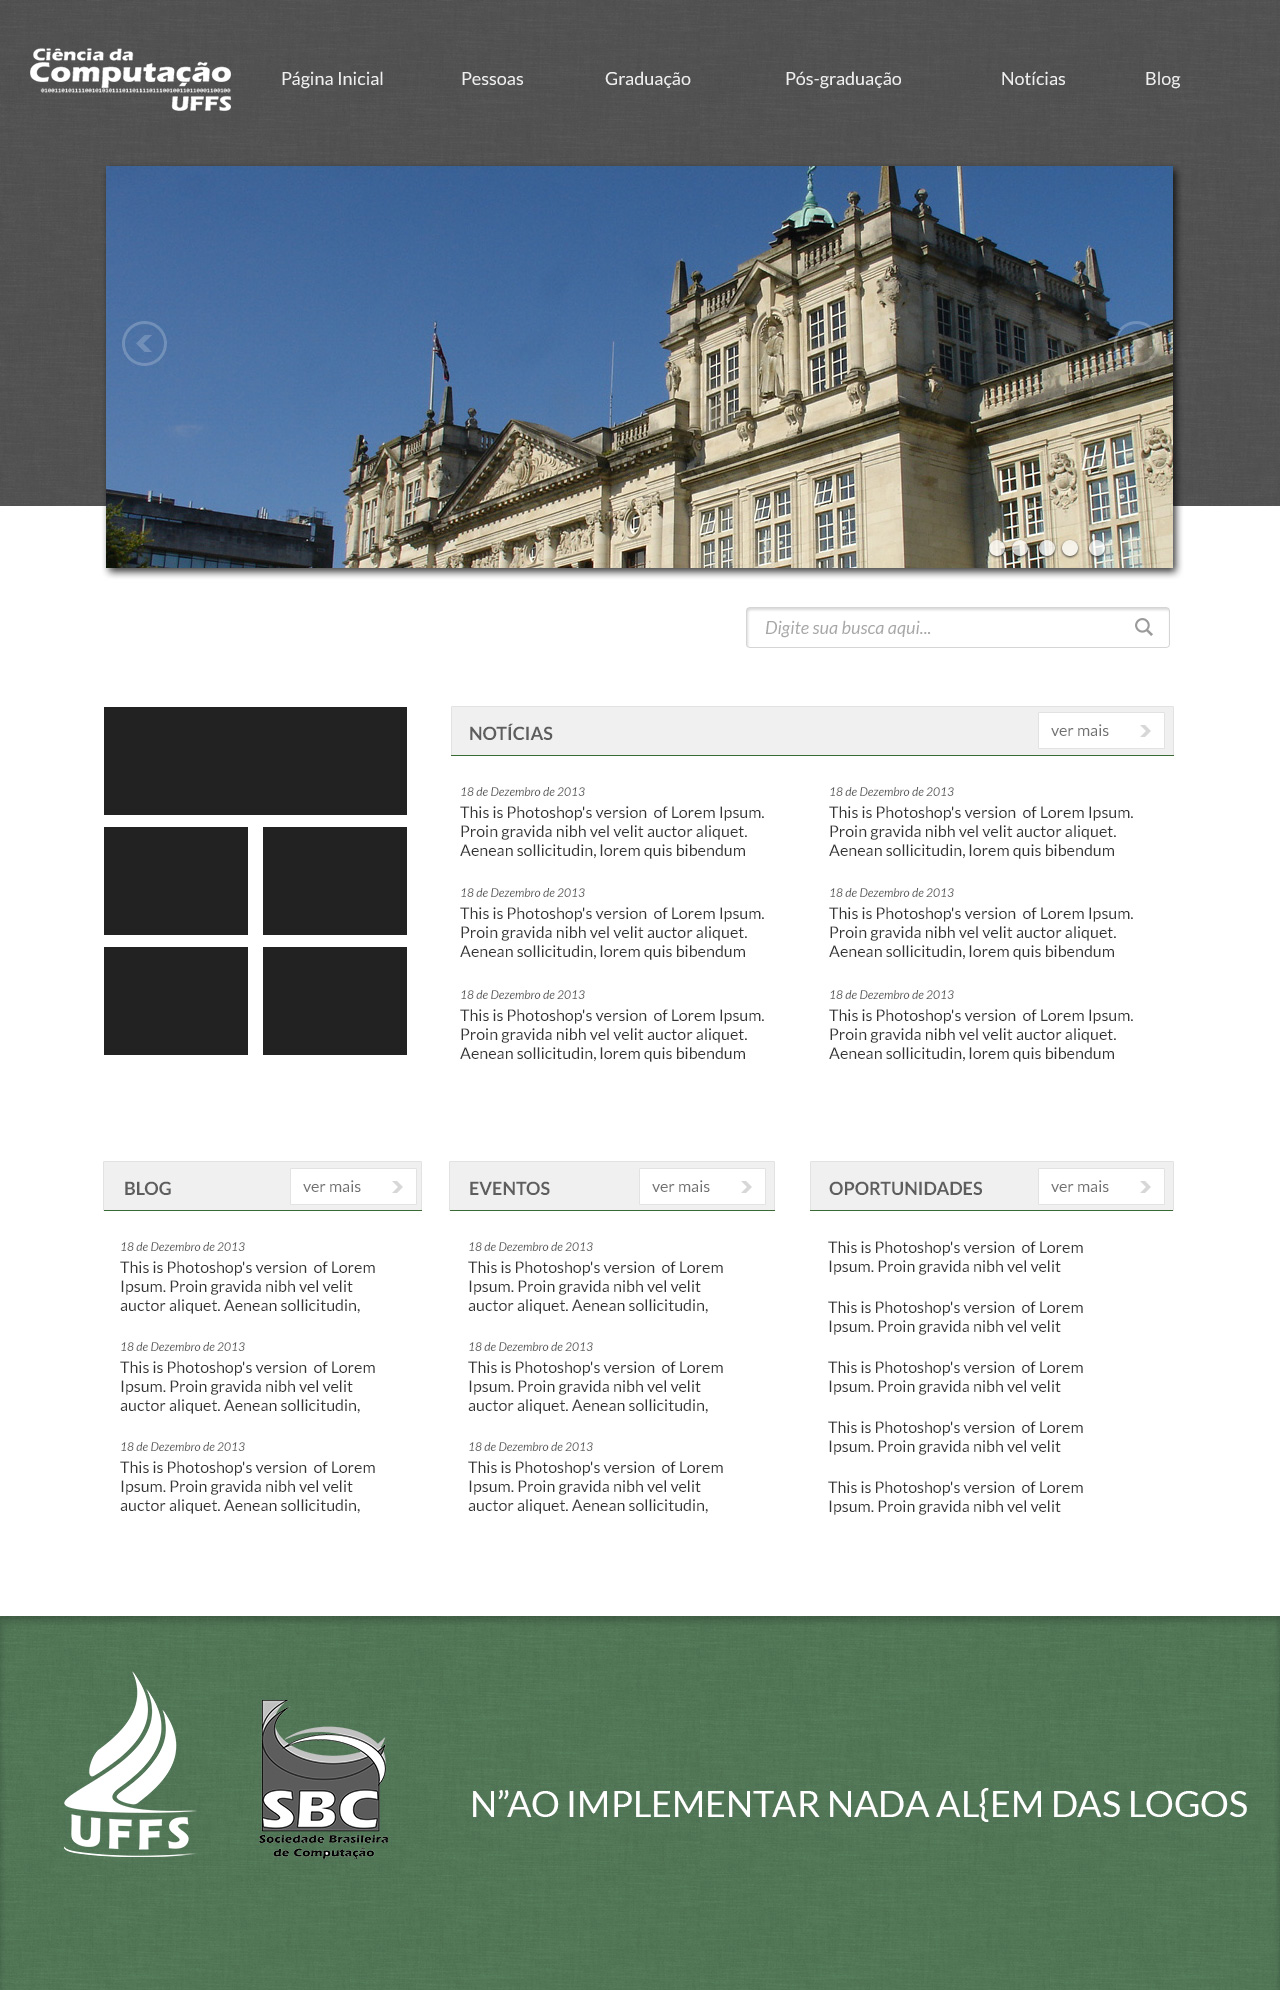 Ciência da
Computação
UFFS
Página Inicial
Pessoas
Graduação
Pós-graduação
Notícias
Blog
Digite sua busca aqui...
NOTÍCIAS
ver mais
18 de Dezembro de 2013
This is Photoshop's version of Lorem Ipsum.
Proin gravida nibh vel velit auctor aliquet.
Aenean sollicitudin, lorem quis bibendum
18 de Dezembro de 2013
This is Photoshop's version of Lorem Ipsum.
Proin gravida nibh vel velit auctor aliquet.
Aenean sollicitudin, lorem quis bibendum
18 de Dezembro de 2013
This is Photoshop's version of Lorem Ipsum.
Proin gravida nibh vel velit auctor aliquet.
Aenean sollicitudin, lorem quis bibendum
18 de Dezembro de 2013
This is Photoshop's version of Lorem Ipsum.
Proin gravida nibh vel velit auctor aliquet.
Aenean sollicitudin, lorem quis bibendum
18 de Dezembro de 2013
This is Photoshop's version of Lorem Ipsum.
Proin gravida nibh vel velit auctor aliquet.
Aenean sollicitudin, lorem quis bibendum
18 de Dezembro de 2013
This is Photoshop's version of Lorem Ipsum.
Proin gravida nibh vel velit auctor aliquet.
Aenean sollicitudin, lorem quis bibendum
BLOG
ver mais
18 de Dezembro de 2013
This is Photoshop's version of Lorem
Ipsum. Proin gravida nibh vel velit
auctor aliquet. Aenean sollicitudin,
18 de Dezembro de 2013
This is Photoshop's version of Lorem
Ipsum. Proin gravida nibh vel velit
auctor aliquet. Aenean sollicitudin,
18 de Dezembro de 2013
This is Photoshop's version of Lorem
Ipsum. Proin gravida nibh vel velit
auctor aliquet. Aenean sollicitudin,
EVENTOS
ver mais
18 de Dezembro de 2013
This is Photoshop's version of Lorem
Ipsum. Proin gravida nibh vel velit
auctor aliquet. Aenean sollicitudin,
18 de Dezembro de 2013
This is Photoshop's version of Lorem
Ipsum. Proin gravida nibh vel velit
auctor aliquet. Aenean sollicitudin,
18 de Dezembro de 2013
This is Photoshop's version of Lorem
Ipsum. Proin gravida nibh vel velit
auctor aliquet. Aenean sollicitudin,
OPORTUNIDADES
ver mais
This is Photoshop's version of Lorem
Ipsum. Proin gravida nibh vel velit
This is Photoshop's version of Lorem
Ipsum. Proin gravida nibh vel velit
This is Photoshop's version of Lorem
Ipsum. Proin gravida nibh vel velit
This is Photoshop's version of Lorem
Ipsum. Proin gravida nibh vel velit
This is Photoshop's version of Lorem
Ipsum. Proin gravida nibh vel velit
UFFS
SBC
Sociedade Brasileira
de Computação
N”AO IMPLEMENTAR NADA AL{EM DAS LOGOS